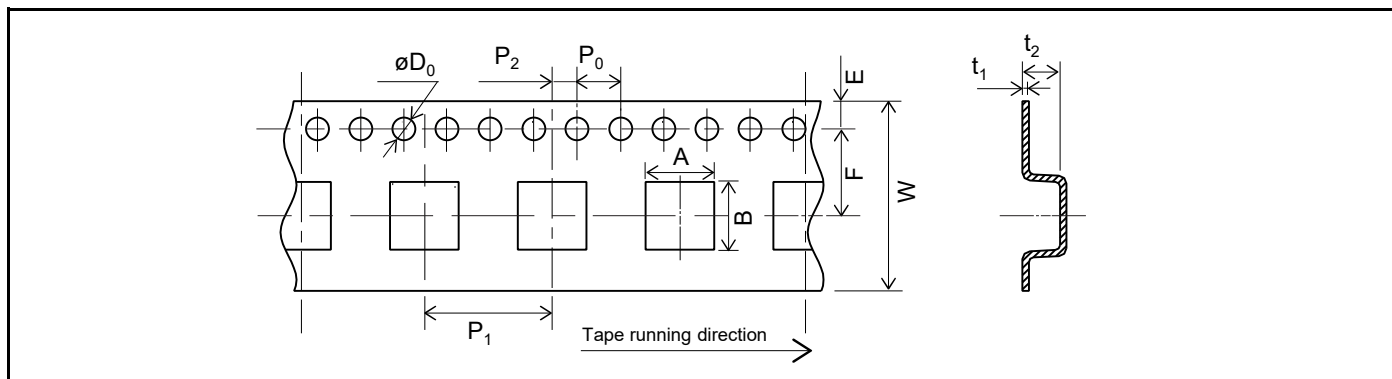 øD₀
P₂
P₀
E
t₁
t₂
A
B
F
W
P₁
Tape running direction